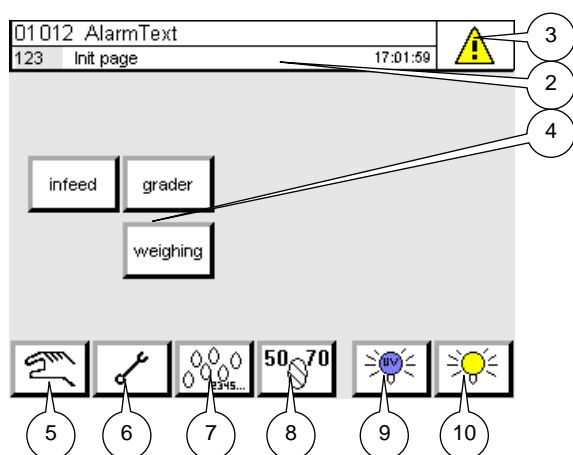 01012 AlarmText
123 Init page 17:01:59
3
2
4
infeed grader
weighing
12345...
50 70
UV
5 6 7 8 9 10